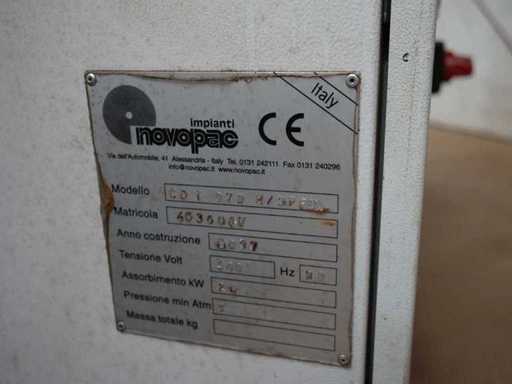 impianti
novopac
CE
Italy
Via dell'Automobile, 41 Alessandria - Italy Tel. 0131 242111 Fax 0131 240296
info@novopac.it www.novopac.it
Modello
Matricola
Anno costruzione
Tensione Volt Hz
Assorbimento kW
Pressione min Atm
Massa totale kg